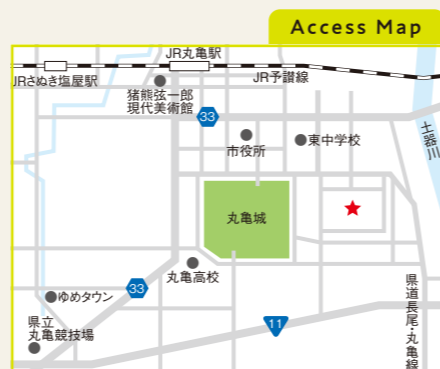 Access Map
JR丸亀駅
JRさぬき塩屋駅
JR予讃線
猪熊弦一郎
現代美術館
33
市役所
東中学校
土器川
丸亀城
丸亀高校
33
ゆめタウン
県立
丸亀競技場
11
県道長尾・丸亀線